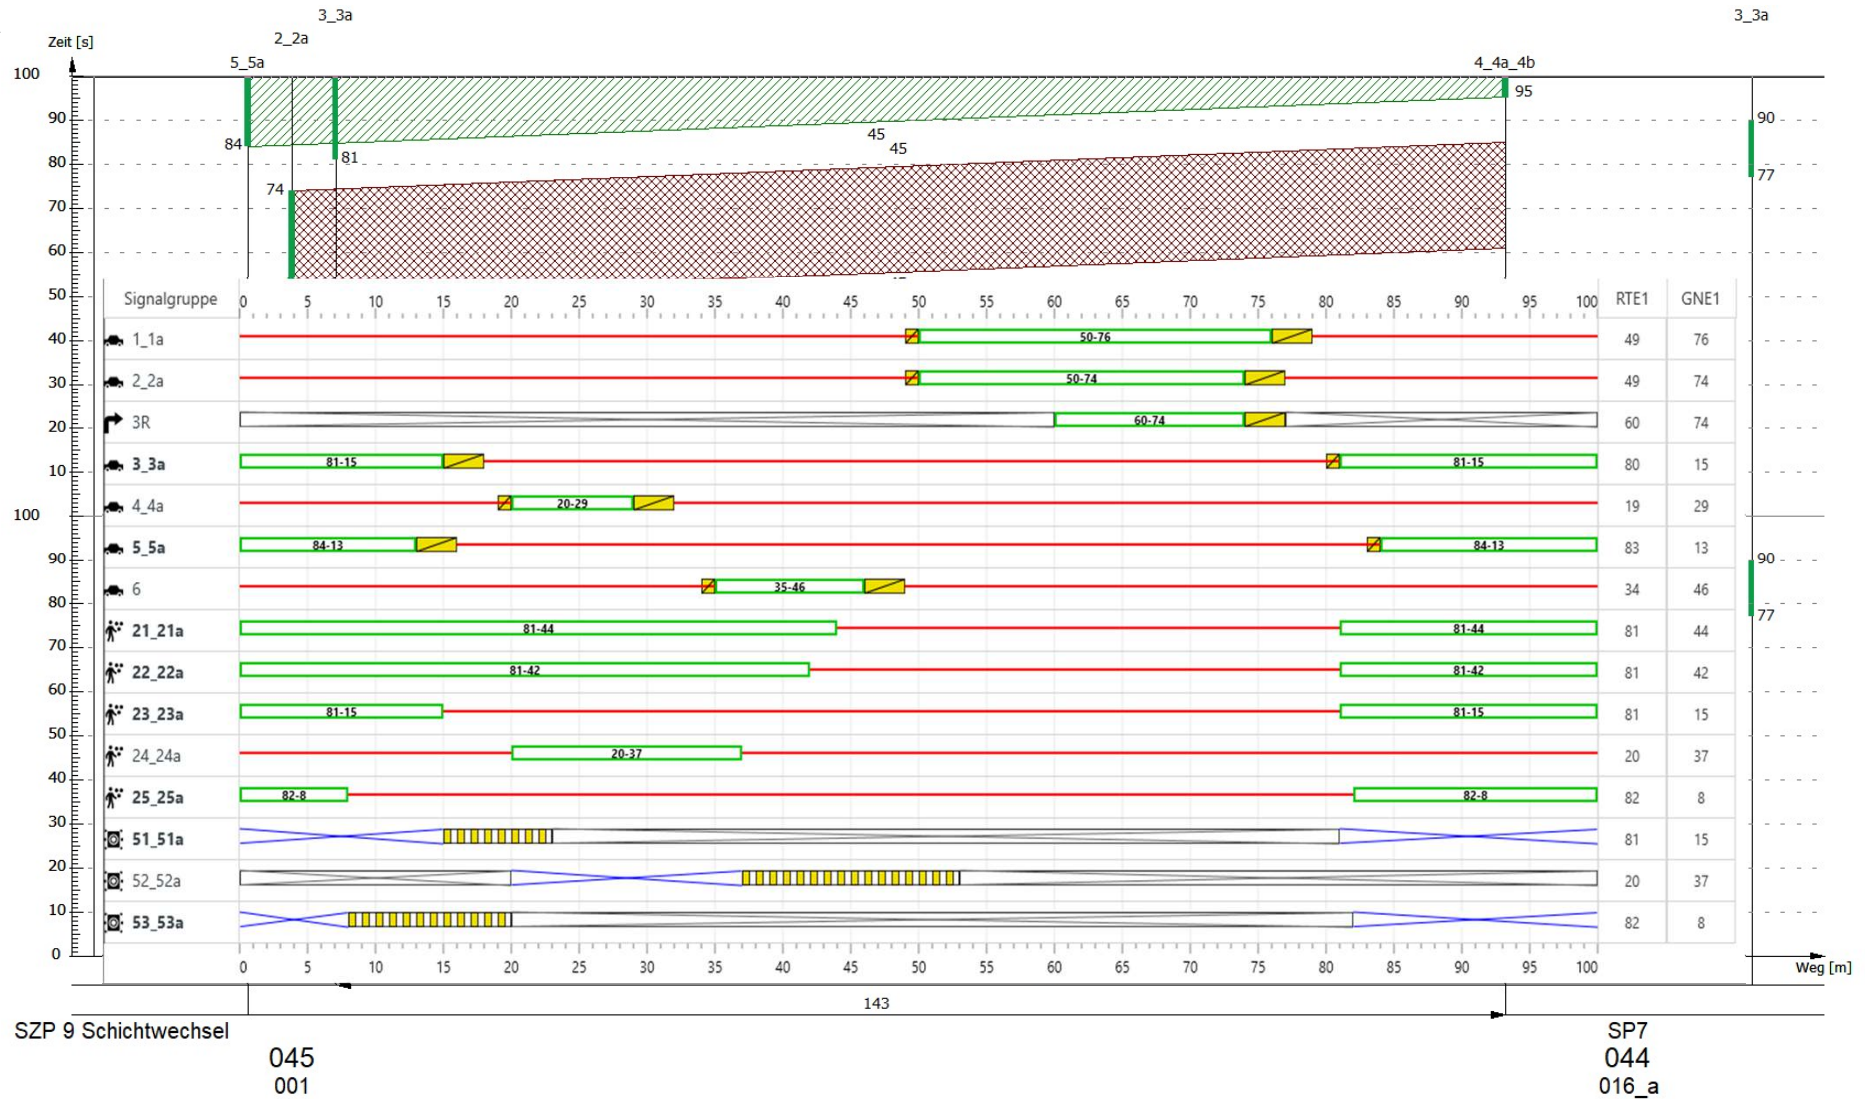 3_3a 3_3a
2_2a
Zeit [s]
5_5a 4_4a_4b
100
95
90 45 90
84 45
81
80
77
74
70
60
50
Signalgruppe 0 5 10 15 20 25 30 35 40 45 50 55 60 65 70 75 80 85 90 95 100 RTE1 GNE1
40 1_1a 50-76 49 76
30 2_2a 50-74 49 74
20 3R 60-74 60 74
10 3_3a 81-15 81-15 80 15
100 4_4a 20-29 19 29
90 5_5a 84-13 84-13 83 13 90
80 6 35-46 34 46
77
70 21_21a 81-44 81-44 81 44
60 22_22a 81-42 81-42 81 42
50 23_23a 81-15 81-15 81 15
40 24_24a 20-37 20 37
30 25_25a 82-8 82-8 82 8
20 51_51a 81 15
10 52_52a 20 37
0 53_53a 82 8
0 5 10 15 20 25 30 35 40 45 50 55 60 65 70 75 80 85 90 95 100 Weg [m]
143
SZP 9 Schichtwechsel SP7
045 044
001 016_a